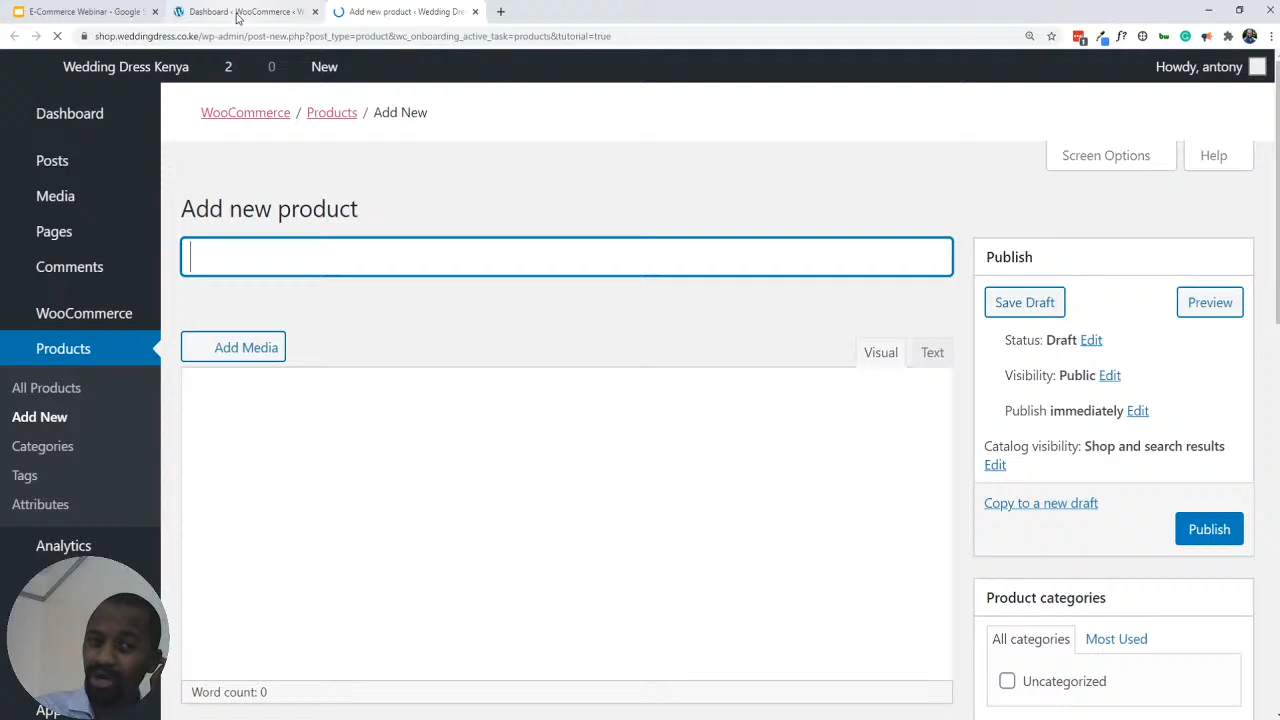 E-Commerce Webinar - Google S
Dashboard ‹ WooCommerce ‹ W
Add new product ‹ Wedding Dre
shop.weddingdress.co.ke/wp-admin/post-new.php?post_type=product&wc_onboarding_active_task=products&tutorial=true
Wedding Dress Kenya 2 0 New Howdy, antony
Dashboard
Posts
Media
Pages
Comments
WooCommerce
Products
All Products
Add New
Categories
Tags
Attributes
Analytics
WooCommerce / Products / Add New
Screen Options Help
Add new product
Add Media
Visual Text
Word count: 0
Publish
Save Draft Preview
Status: Draft Edit
Visibility: Public Edit
Publish immediately Edit
Catalog visibility: Shop and search results
Edit
Copy to a new draft
Publish
Product categories
All categories Most Used
Uncategorized